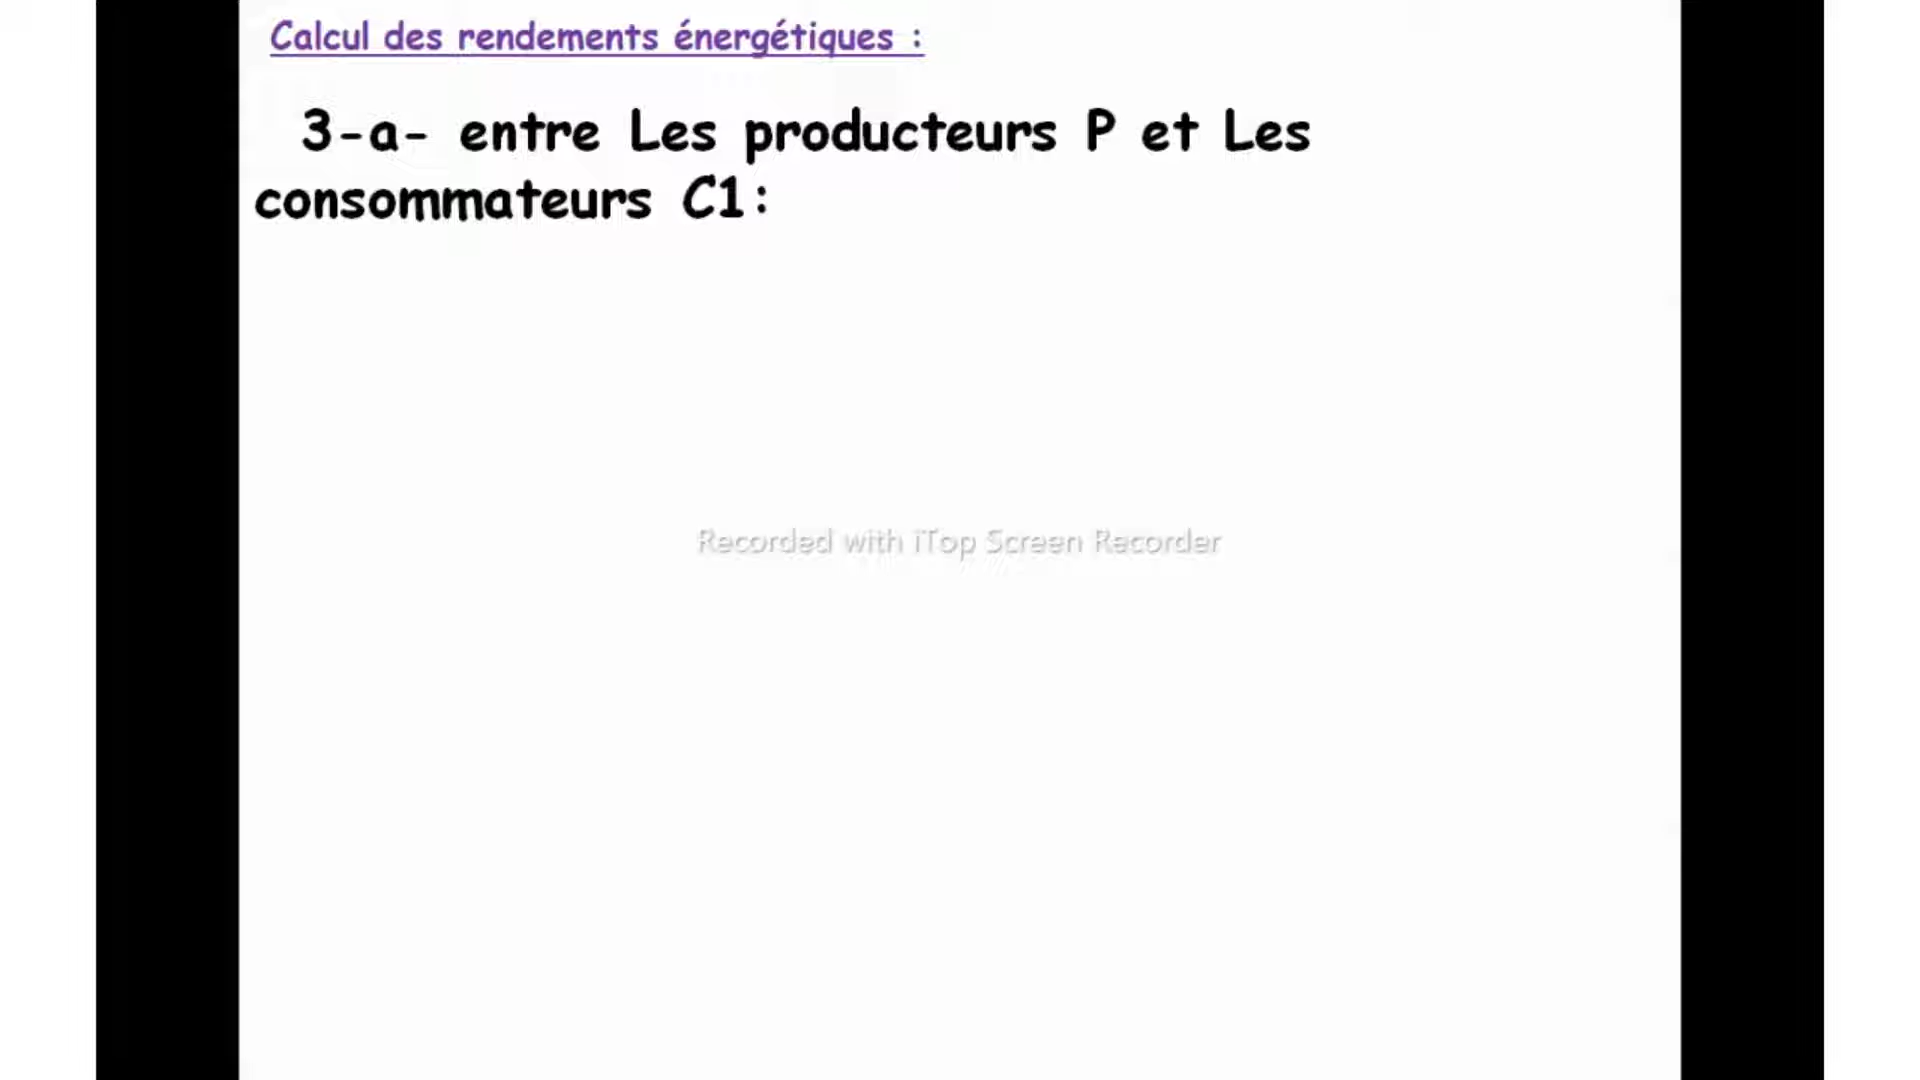 Calcul des rendements énergétiques :
3-a- entre Les producteurs P et Les
consommateurs C1:
Recorded with iTop Screen Recorder